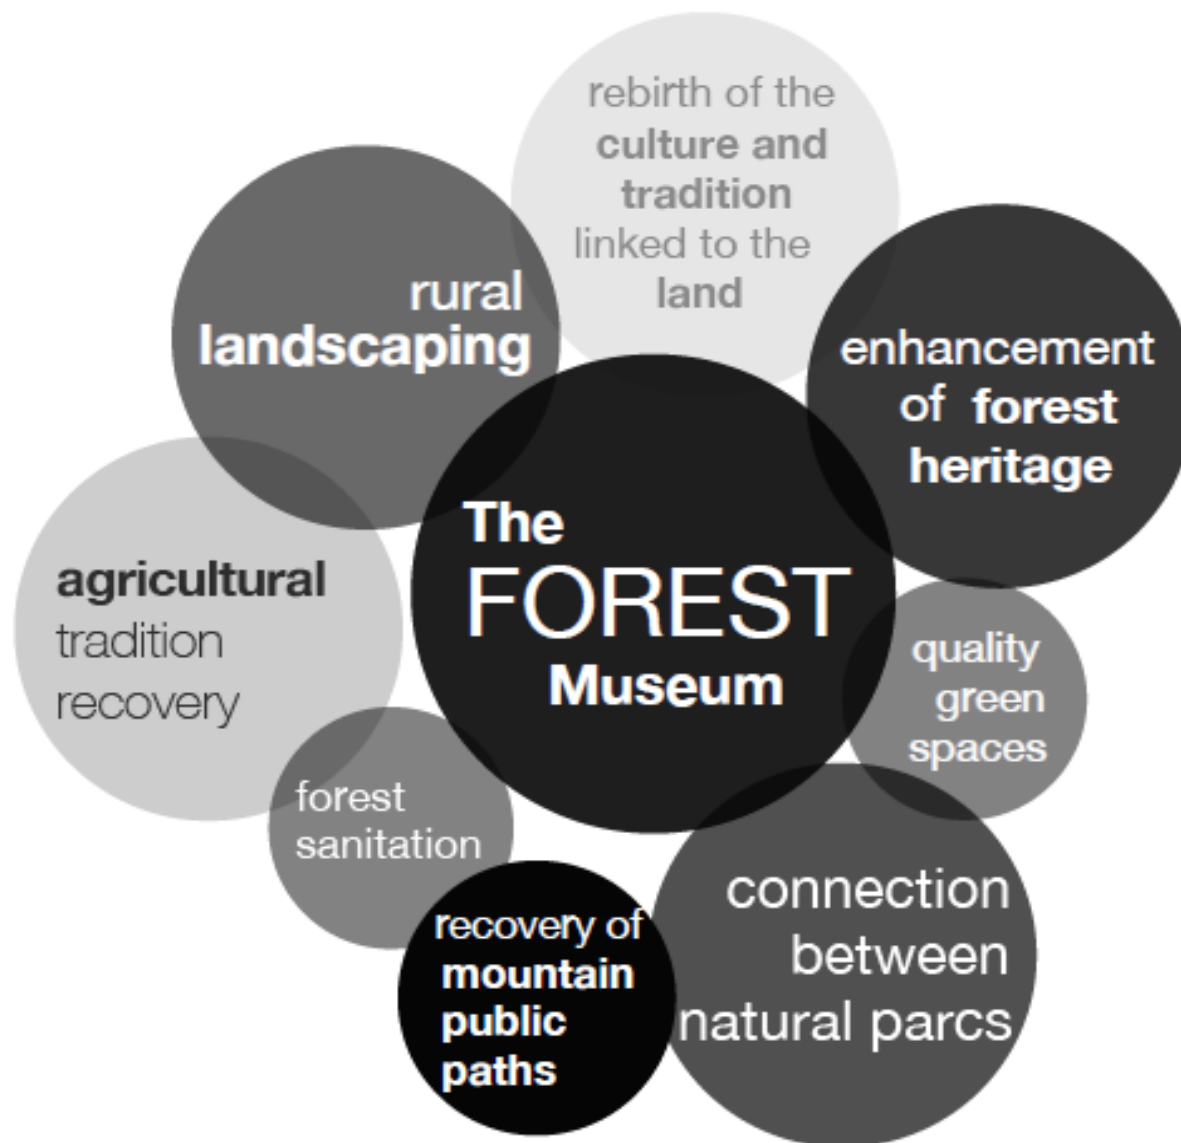 rebirth of the
culture and
tradition
linked to the
land
rural
landscaping
enhancement
of forest
heritage
The
FOREST
Museum
agricultural
tradition
recovery
quality
green
spaces
forest
sanitation
connection
between
natural parcs
recovery of
mountain
public
paths